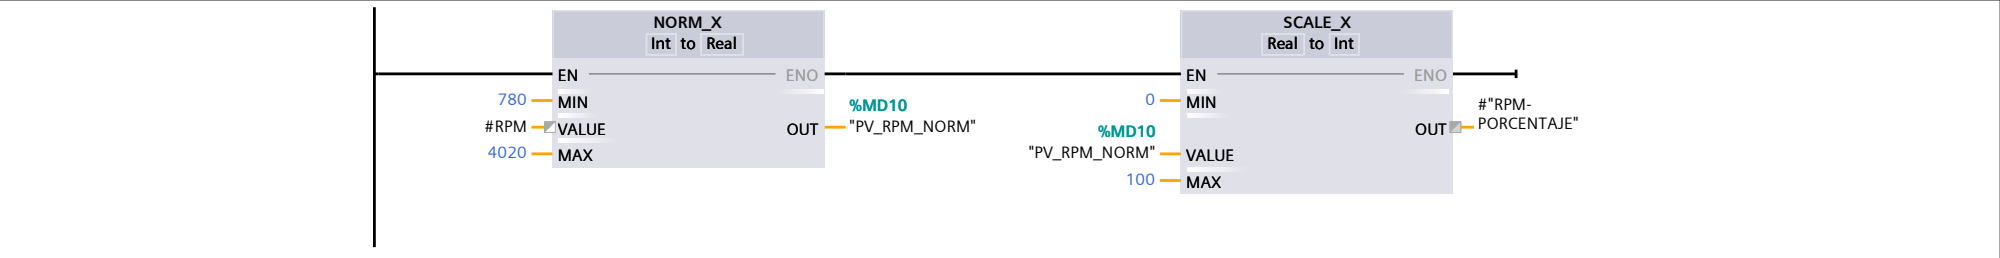 NORM_X
Int to Real
EN
ENO
780
MIN
#RPM
VALUE
4020
MAX
OUT
%MD10
"PV_RPM_NORM"
SCALE_X
Real to Int
EN
ENO
0
MIN
%MD10
"PV_RPM_NORM"
VALUE
100
MAX
OUT
#"RPM-
PORCENTAJE"